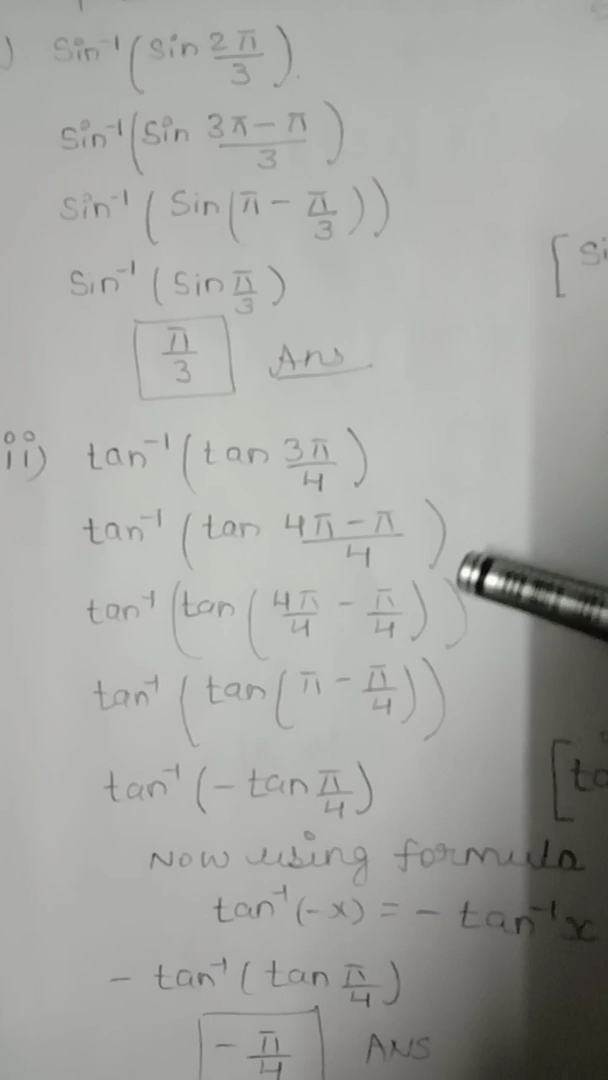 ) sin⁻¹(sin 2π/3)
sin⁻¹(sin 3π-π/3)
sin⁻¹(sin(π - π/3))
sin⁻¹(sin π/3) [si
π/3 Ans
ii) tan⁻¹(tan 3π/4)
tan⁻¹(tan 4π-π/4)
tan⁻¹(tan(4π/4 - π/4))
tan⁻¹(tan(π - π/4))
tan⁻¹(-tan π/4) [ta
Now using formula
tan⁻¹(-x) = - tan⁻¹x
- tan⁻¹(tan π/4)
-π/4 ANS